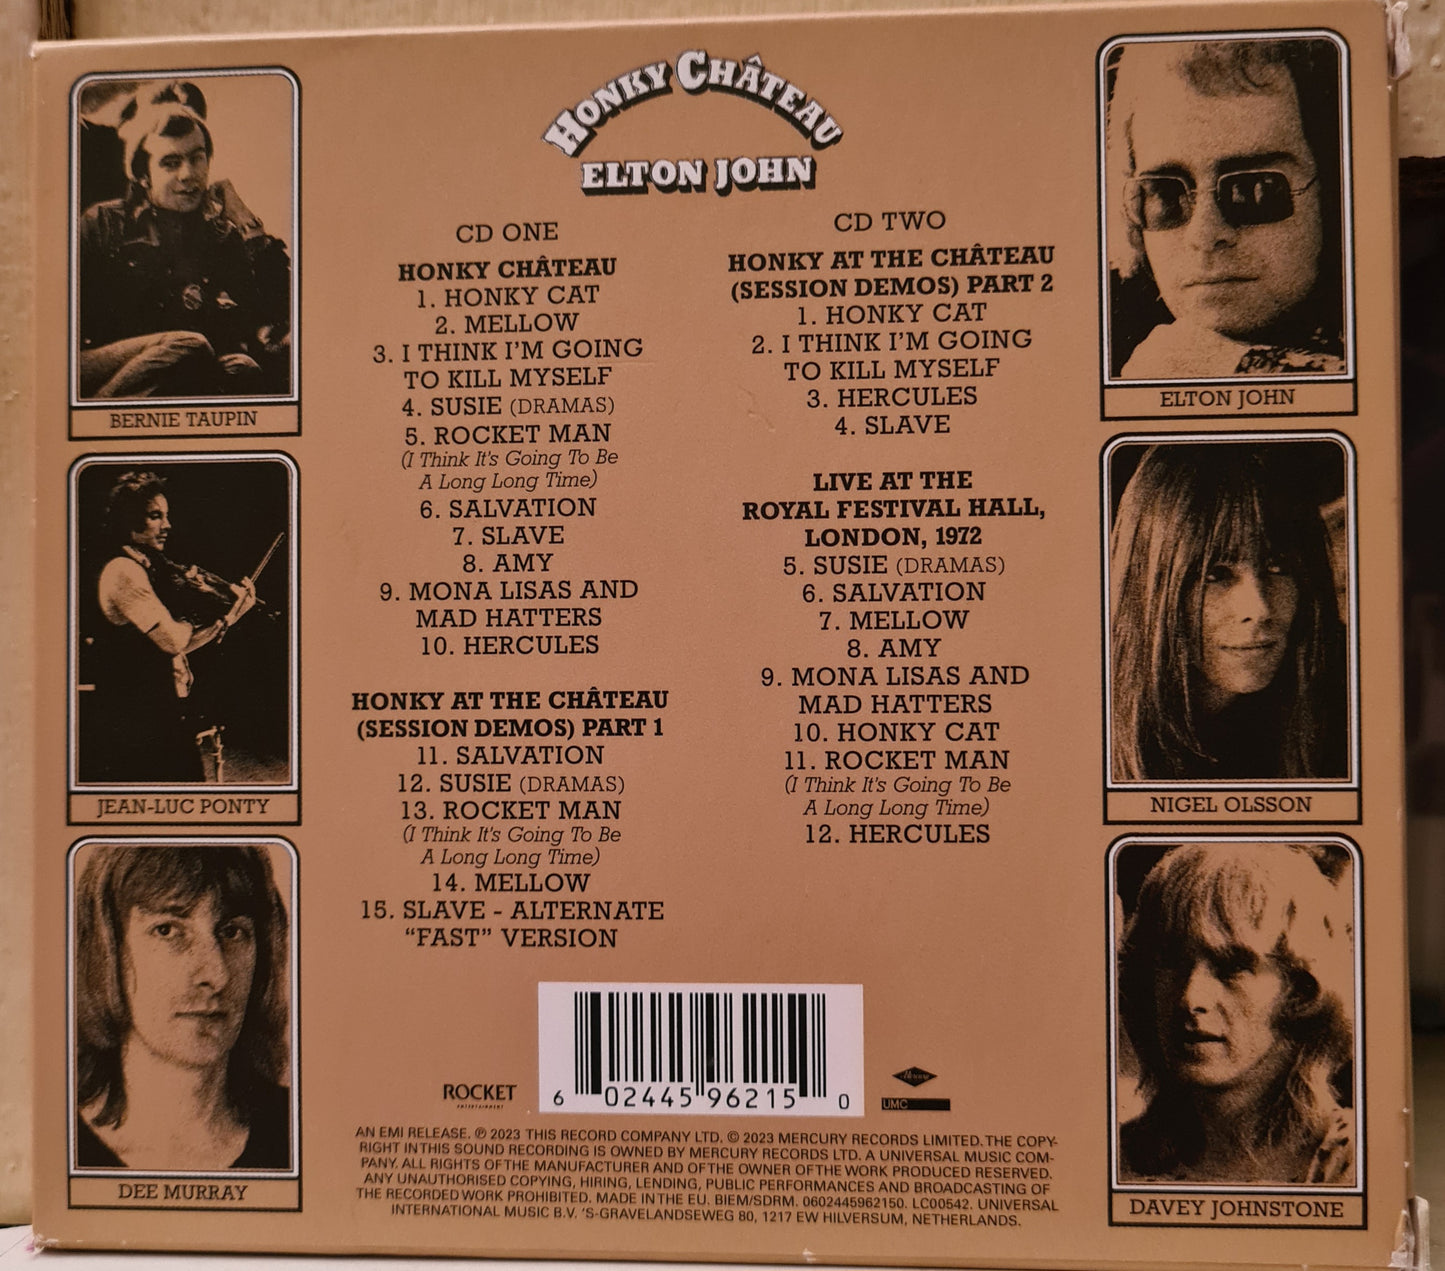 HONKY CHÂTEAU
ELTON JOHN
CD ONE
HONKY CHÂTEAU
1. HONKY CAT
2. MELLOW
3. I THINK I'M GOING
TO KILL MYSELF
4. SUSIE (DRAMAS)
5. ROCKET MAN
(I Think It's Going To Be
A Long Long Time)
6. SALVATION
7. SLAVE
8. AMY
9. MONA LISAS AND
MAD HATTERS
10. HERCULES
HONKY AT THE CHÂTEAU
(SESSION DEMOS) PART 1
11. SALVATION
12. SUSIE (DRAMAS)
13. ROCKET MAN
(I Think It's Going To Be
A Long Long Time)
14. MELLOW
15. SLAVE - ALTERNATE
"FAST" VERSION
CD TWO
HONKY AT THE CHÂTEAU
(SESSION DEMOS) PART 2
1. HONKY CAT
2. I THINK I'M GOING
TO KILL MYSELF
3. HERCULES
4. SLAVE
LIVE AT THE
ROYAL FESTIVAL HALL,
LONDON, 1972
5. SUSIE (DRAMAS)
6. SALVATION
7. MELLOW
8. AMY
9. MONA LISAS AND
MAD HATTERS
10. HONKY CAT
11. ROCKET MAN
(I Think It's Going To Be
A Long Long Time)
12. HERCULES
BERNIE TAUPIN
JEAN-LUC PONTY
DEE MURRAY
ELTON JOHN
NIGEL OLSSON
DAVEY JOHNSTONE
ROCKET
ENTERTAINMENT
6 02445 96215 0
Mercury
UMC
AN EMI RELEASE. ℗ 2023 THIS RECORD COMPANY LTD. © 2023 MERCURY RECORDS LIMITED. THE COPY-
RIGHT IN THIS SOUND RECORDING IS OWNED BY MERCURY RECORDS LTD. A UNIVERSAL MUSIC COM-
PANY. ALL RIGHTS OF THE MANUFACTURER AND OF THE OWNER OF THE WORK PRODUCED RESERVED.
ANY UNAUTHORISED COPYING, HIRING, LENDING, PUBLIC PERFORMANCES AND BROADCASTING OF
THE RECORDED WORK PROHIBITED. MADE IN THE EU. BIEM/SDRM. 0602445962150. LC00542. UNIVERSAL
INTERNATIONAL MUSIC B.V. 'S-GRAVELANDSEWEG 80, 1217 EW HILVERSUM, NETHERLANDS.